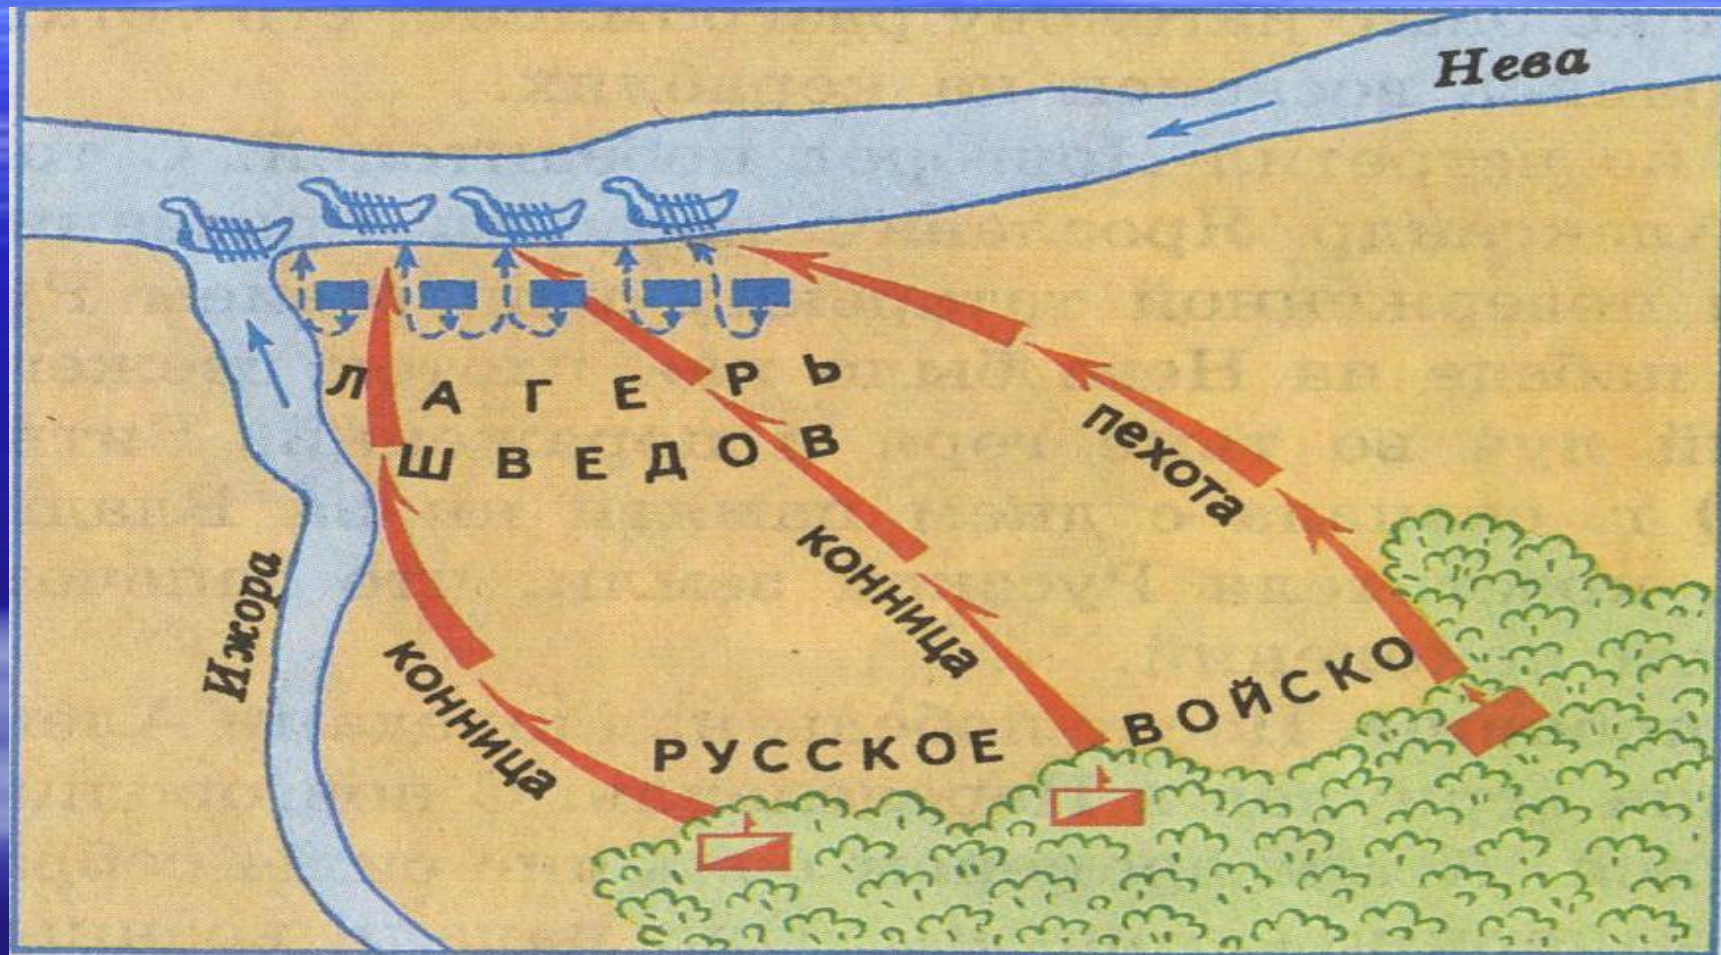 Нева
ЛАГЕРЬ
ШВЕДОВ
пехота
конница
Ижора
конница
РУССКОЕ ВОЙСКО